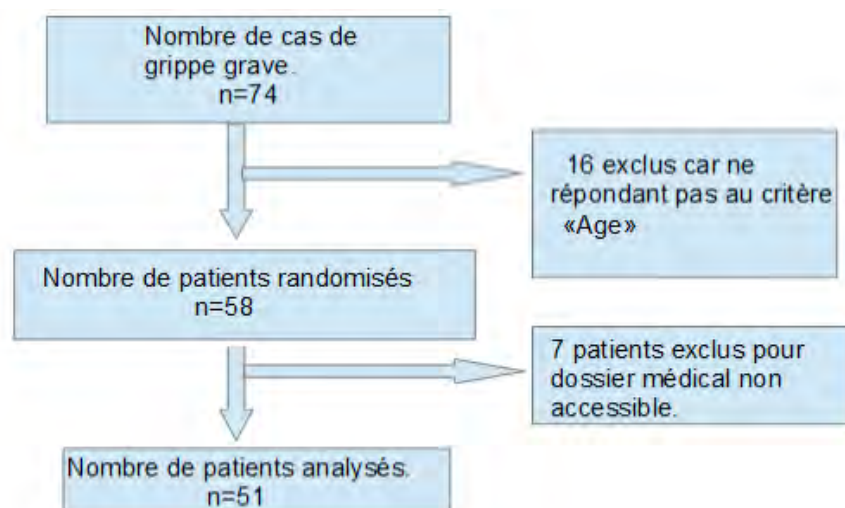 Nombre de cas de
grippe grave.
n=74
16 exclus car ne
répondant pas au critère
«Age»
Nombre de patients randomisés
n=58
7 patients exclus pour
dossier médical non
accessible.
Nombre de patients analysés.
n=51